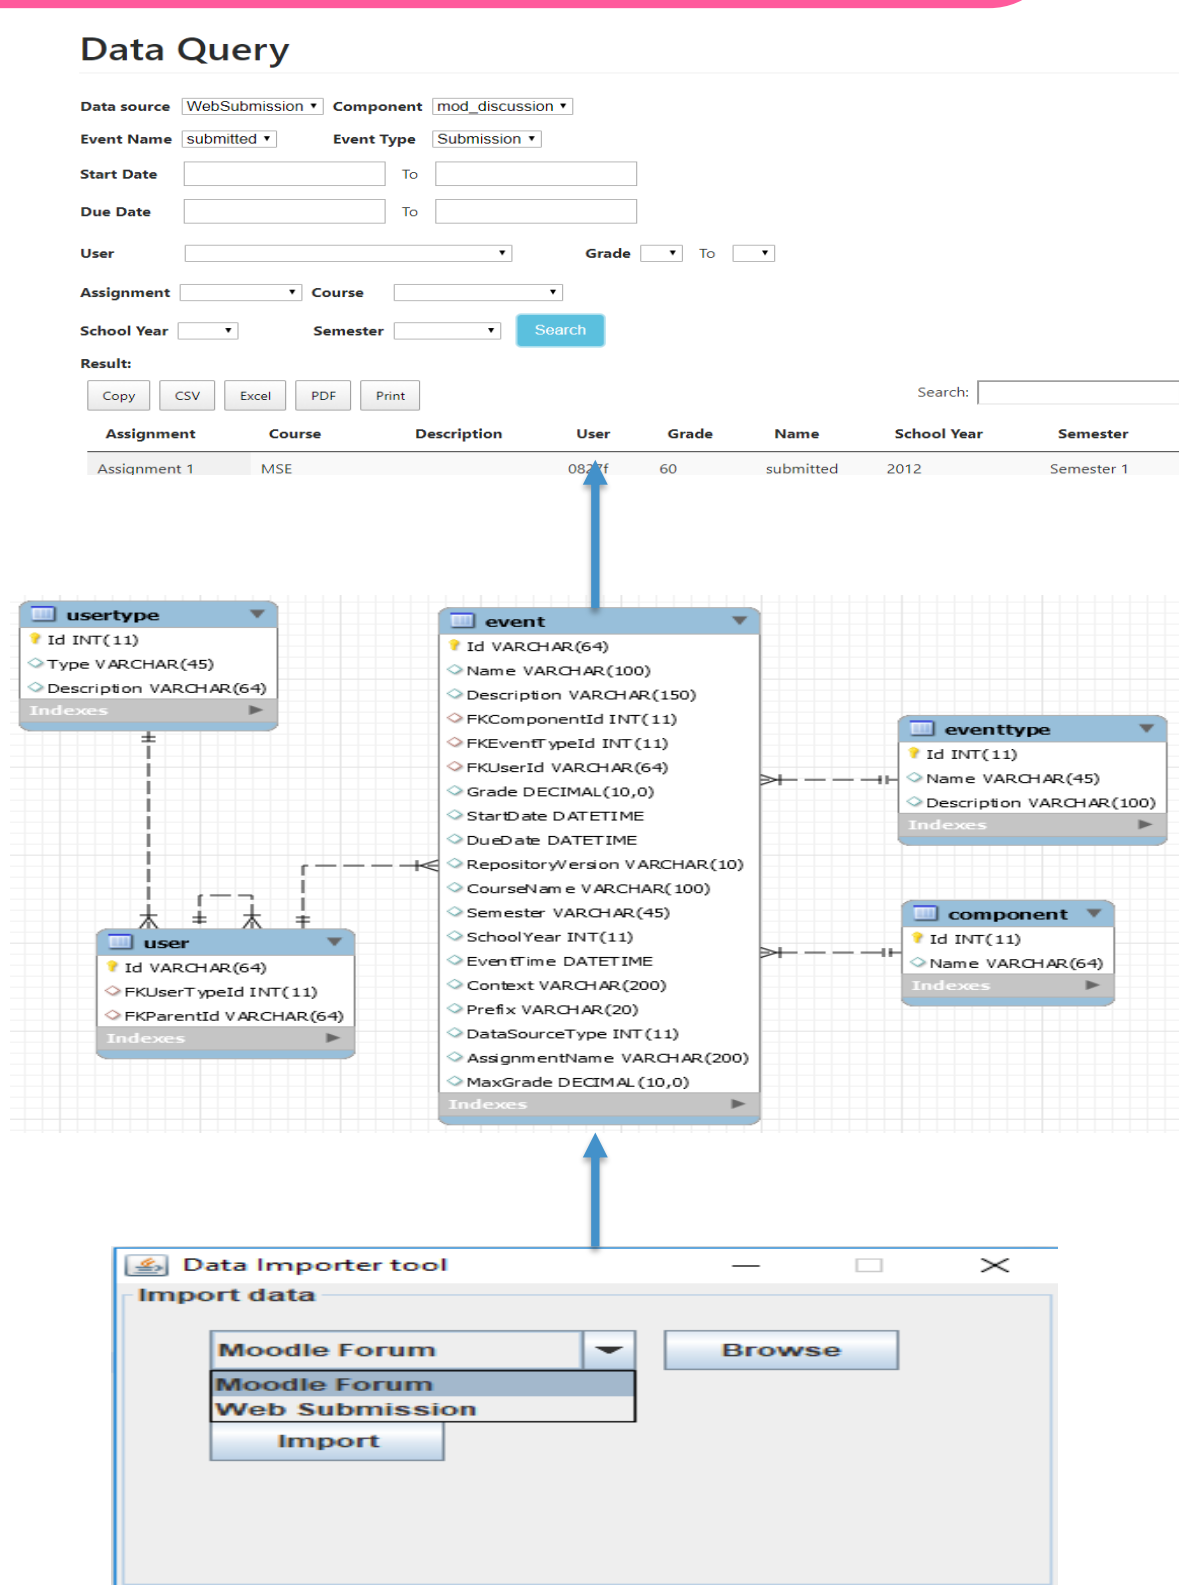 Data Query
Data source WebSubmission Component mod_discussion
Event Name submitted Event Type Submission
Start Date To
Due Date To
User Grade To
Assignment Course
School Year Semester Search
Result:
Copy CSV Excel PDF Print Search:
Assignment Course Description User Grade Name School Year Semester
Assignment 1 MSE 60 submitted 2012 Semester 1
usertype
Id INT(11)
Type VARCHAR(45)
Description VARCHAR(64)
Indexes
event
Id VARCHAR(64)
Name VARCHAR(100)
Description VARCHAR(150)
FKComponentId INT(11)
FKEventTypeId INT(11)
FKUserId VARCHAR(64)
Grade DECIMAL(10,0)
StartDate DATETIME
DueDate DATETIME
RepositoryVersion VARCHAR(10)
CourseName VARCHAR(100)
Semester VARCHAR(45)
SchoolYear INT(11)
EventTime DATETIME
Context VARCHAR(200)
Prefix VARCHAR(20)
DataSourceType INT(11)
AssignmentName VARCHAR(200)
MaxGrade DECIMAL(10,0)
Indexes
eventtype
Id INT(11)
Name VARCHAR(45)
Description VARCHAR(100)
Indexes
user
Id VARCHAR(64)
FKUserTypeId INT(11)
FKParentId VARCHAR(64)
Indexes
component
Id INT(11)
Name VARCHAR(64)
Indexes
Data Importer tool
Import data
Moodle Forum Browse
Moodle Forum
Web Submission
Import